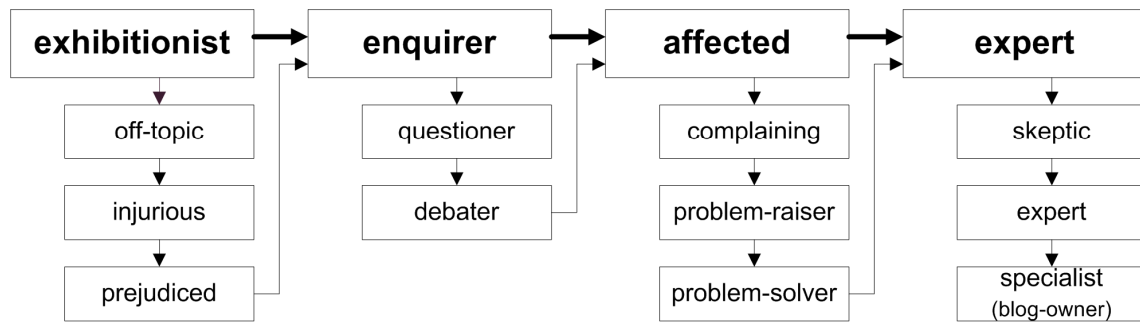 exhibitionist
enquirer
affected
expert
off-topic
questioner
complaining
skeptic
injurious
debater
problem-raiser
expert
prejudiced
problem-solver
specialist
(blog-owner)